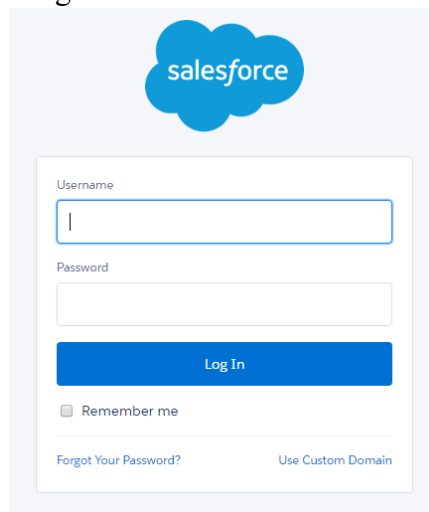 salesforce
Username
Password
Log In
Remember me
Forgot Your Password? Use Custom Domain